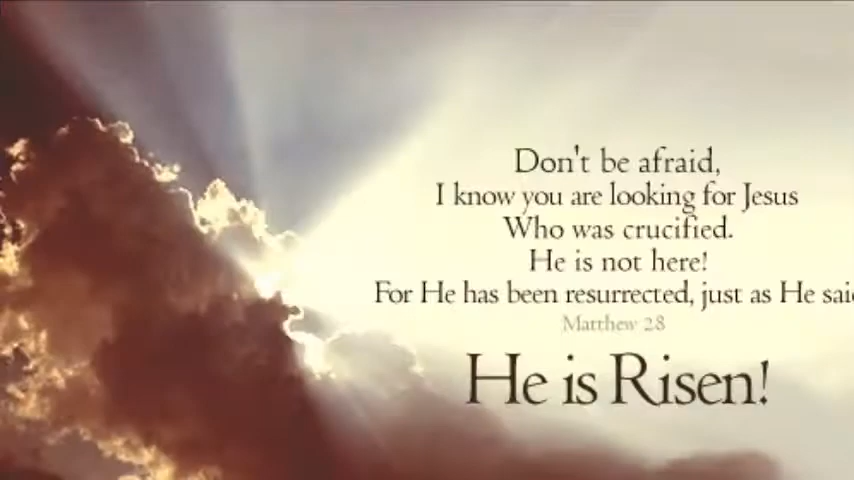 Don't be afraid,
I know you are looking for Jesus
Who was crucified.
He is not here!
For He has been resurrected, just as He said
Matthew 28
He is Risen!